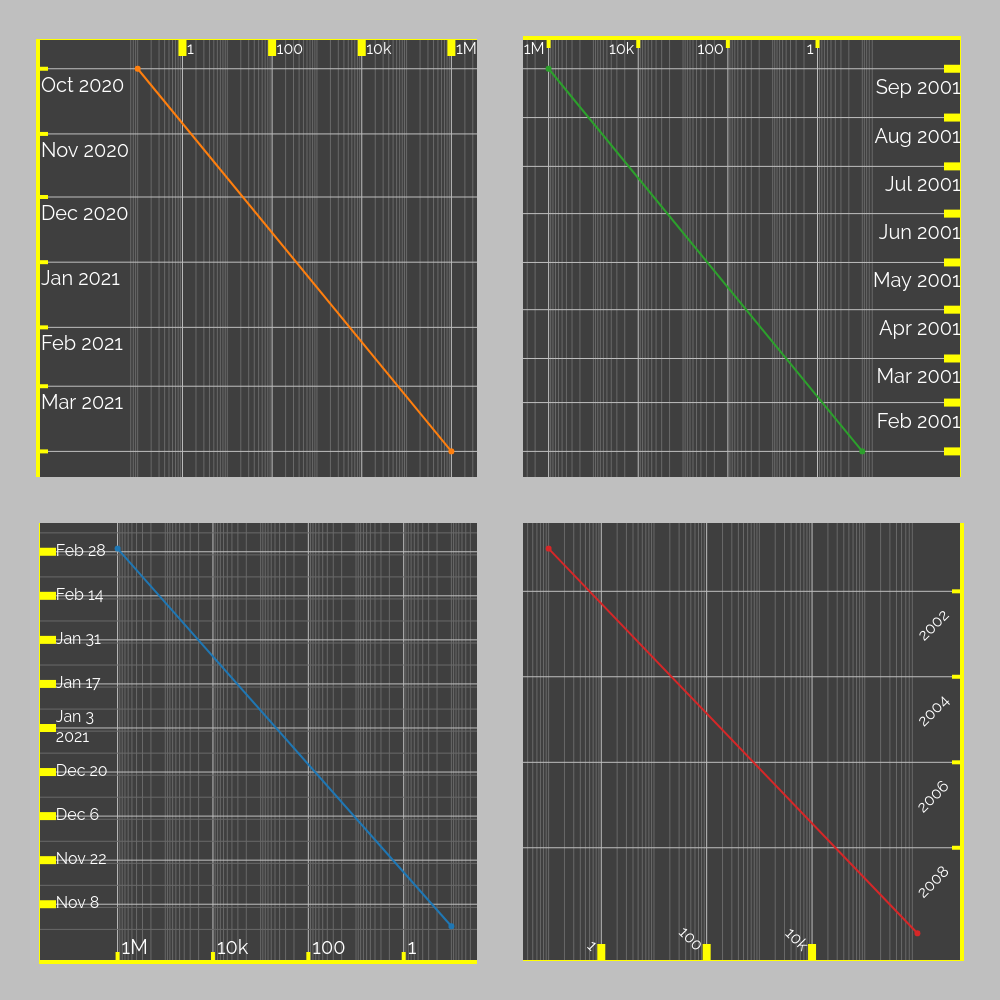 1 100 10k 1M
Oct 2020
Nov 2020
Dec 2020
Jan 2021
Feb 2021
Mar 2021
1M 10k 100 1
Sep 2001
Aug 2001
Jul 2001
Jun 2001
May 2001
Apr 2001
Mar 2001
Feb 2001
Feb 28
Feb 14
Jan 31
Jan 17
Jan 3
2021
Dec 20
Dec 6
Nov 22
Nov 8
1M 10k 100 1
2002
2004
2006
2008
1 100 10k